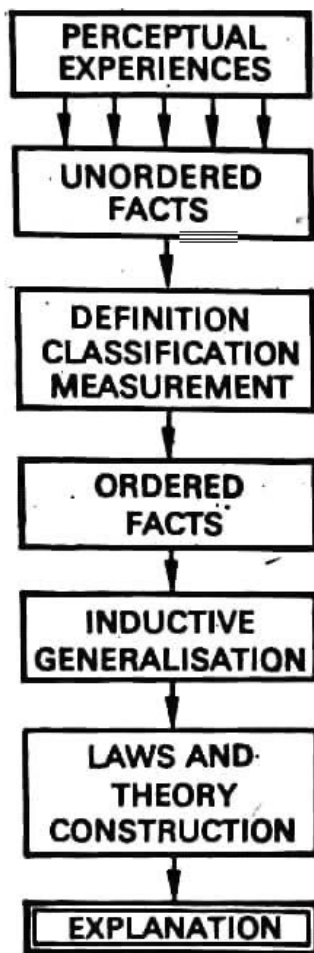 PERCEPTUAL
EXPERIENCES
UNORDERED
FACTS
DEFINITION
CLASSIFICATION
MEASUREMENT
ORDERED
FACTS
INDUCTIVE
GENERALISATION
LAWS AND
THEORY
CONSTRUCTION
EXPLANATION